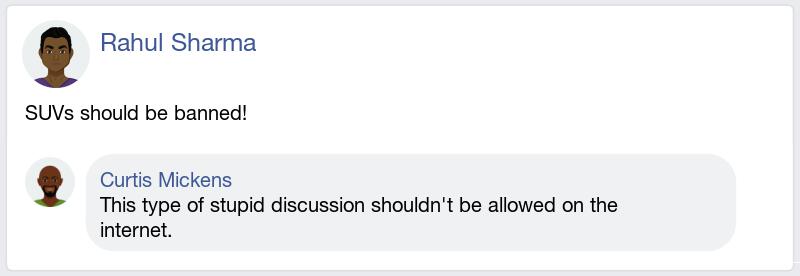 Rahul Sharma
SUVs should be banned!
Curtis Mickens
This type of stupid discussion shouldn't be allowed on the
internet.